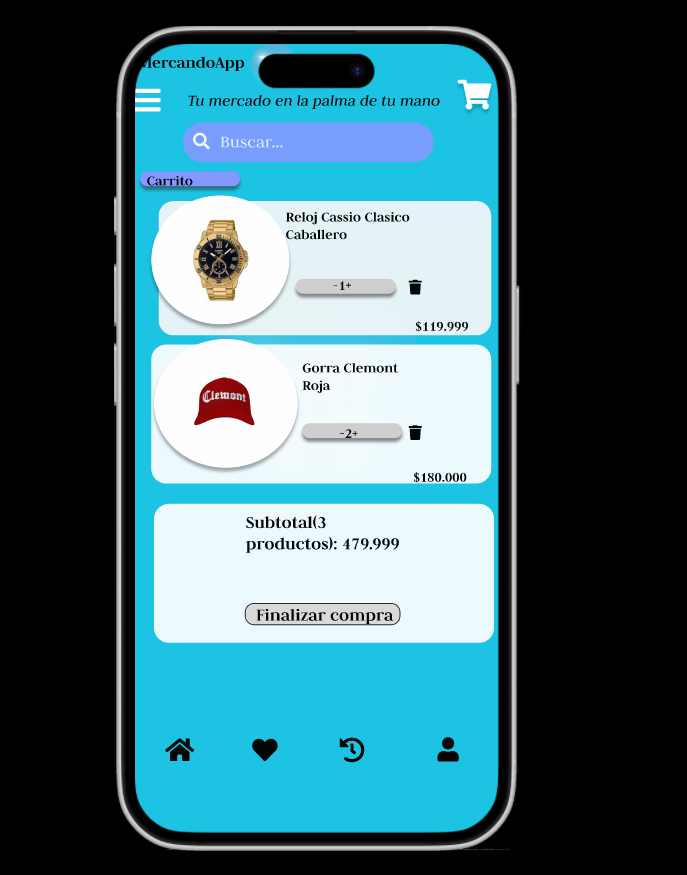 MercandoApp
Tu mercado en la palma de tu mano
Buscar...
Carrito
Reloj Cassio Clasico
Caballero
-1+
$119.999
Clemont
Gorra Clemont
Roja
-2+
$180.000
Subtotal(3
productos): 479.999
Finalizar compra